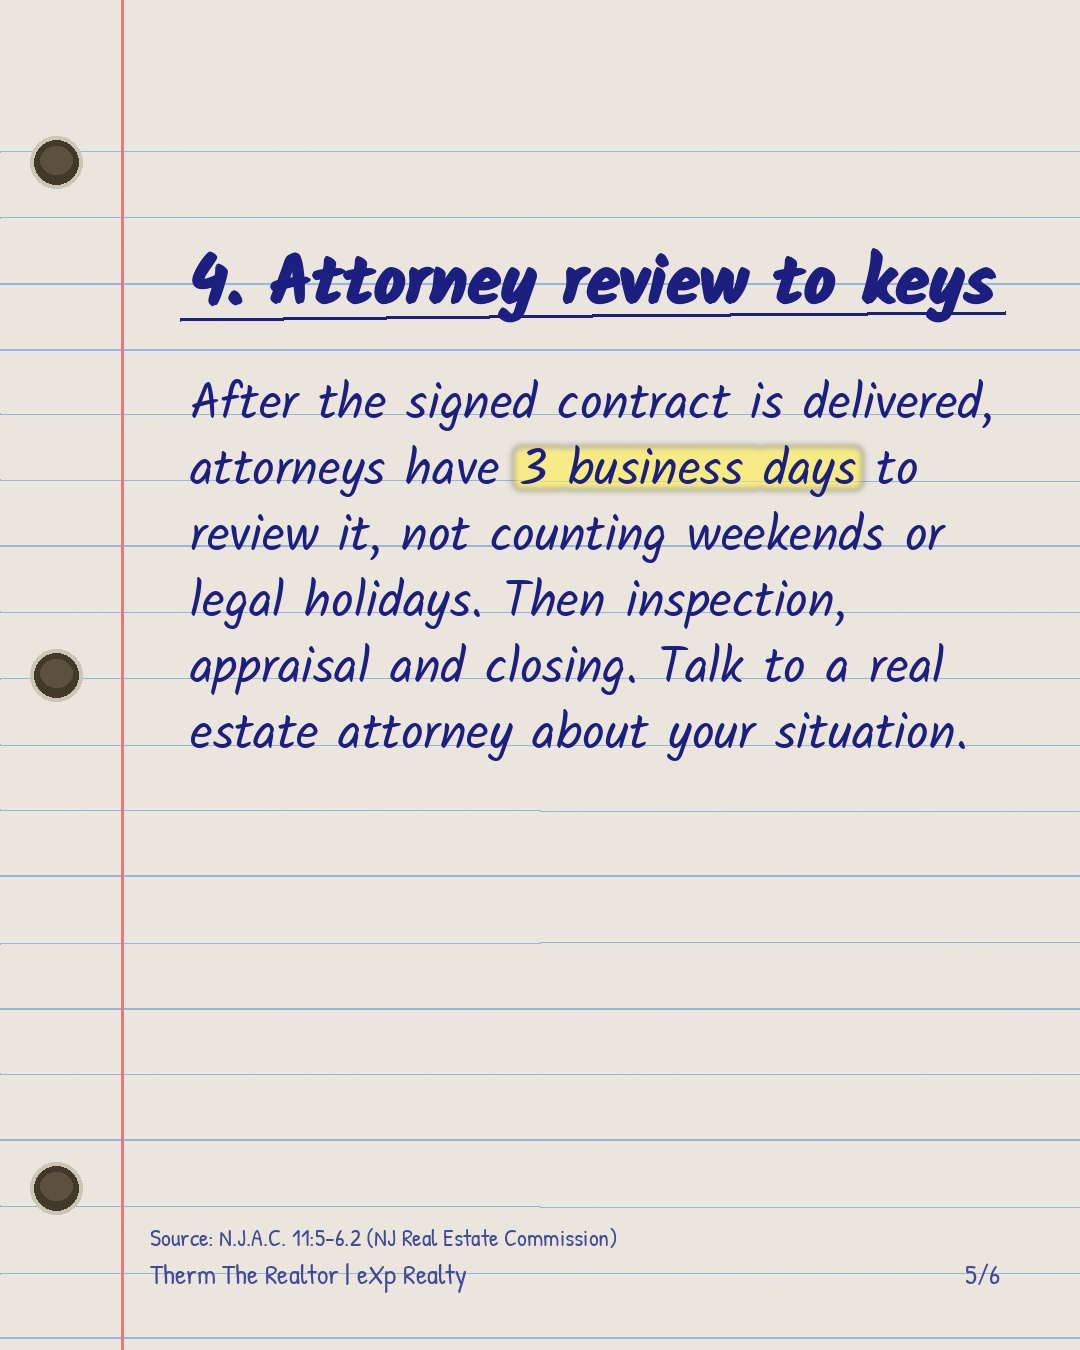 4. Attorney review to keys
After the signed contract is delivered,
attorneys have 3 business days to
review it, not counting weekends or
legal holidays. Then inspection,
appraisal and closing. Talk to a real
estate attorney about your situation.
Source: N.J.A.C. 11:5-6.2 (NJ Real Estate Commission)
Therm The Realtor | eXp Realty
5/6